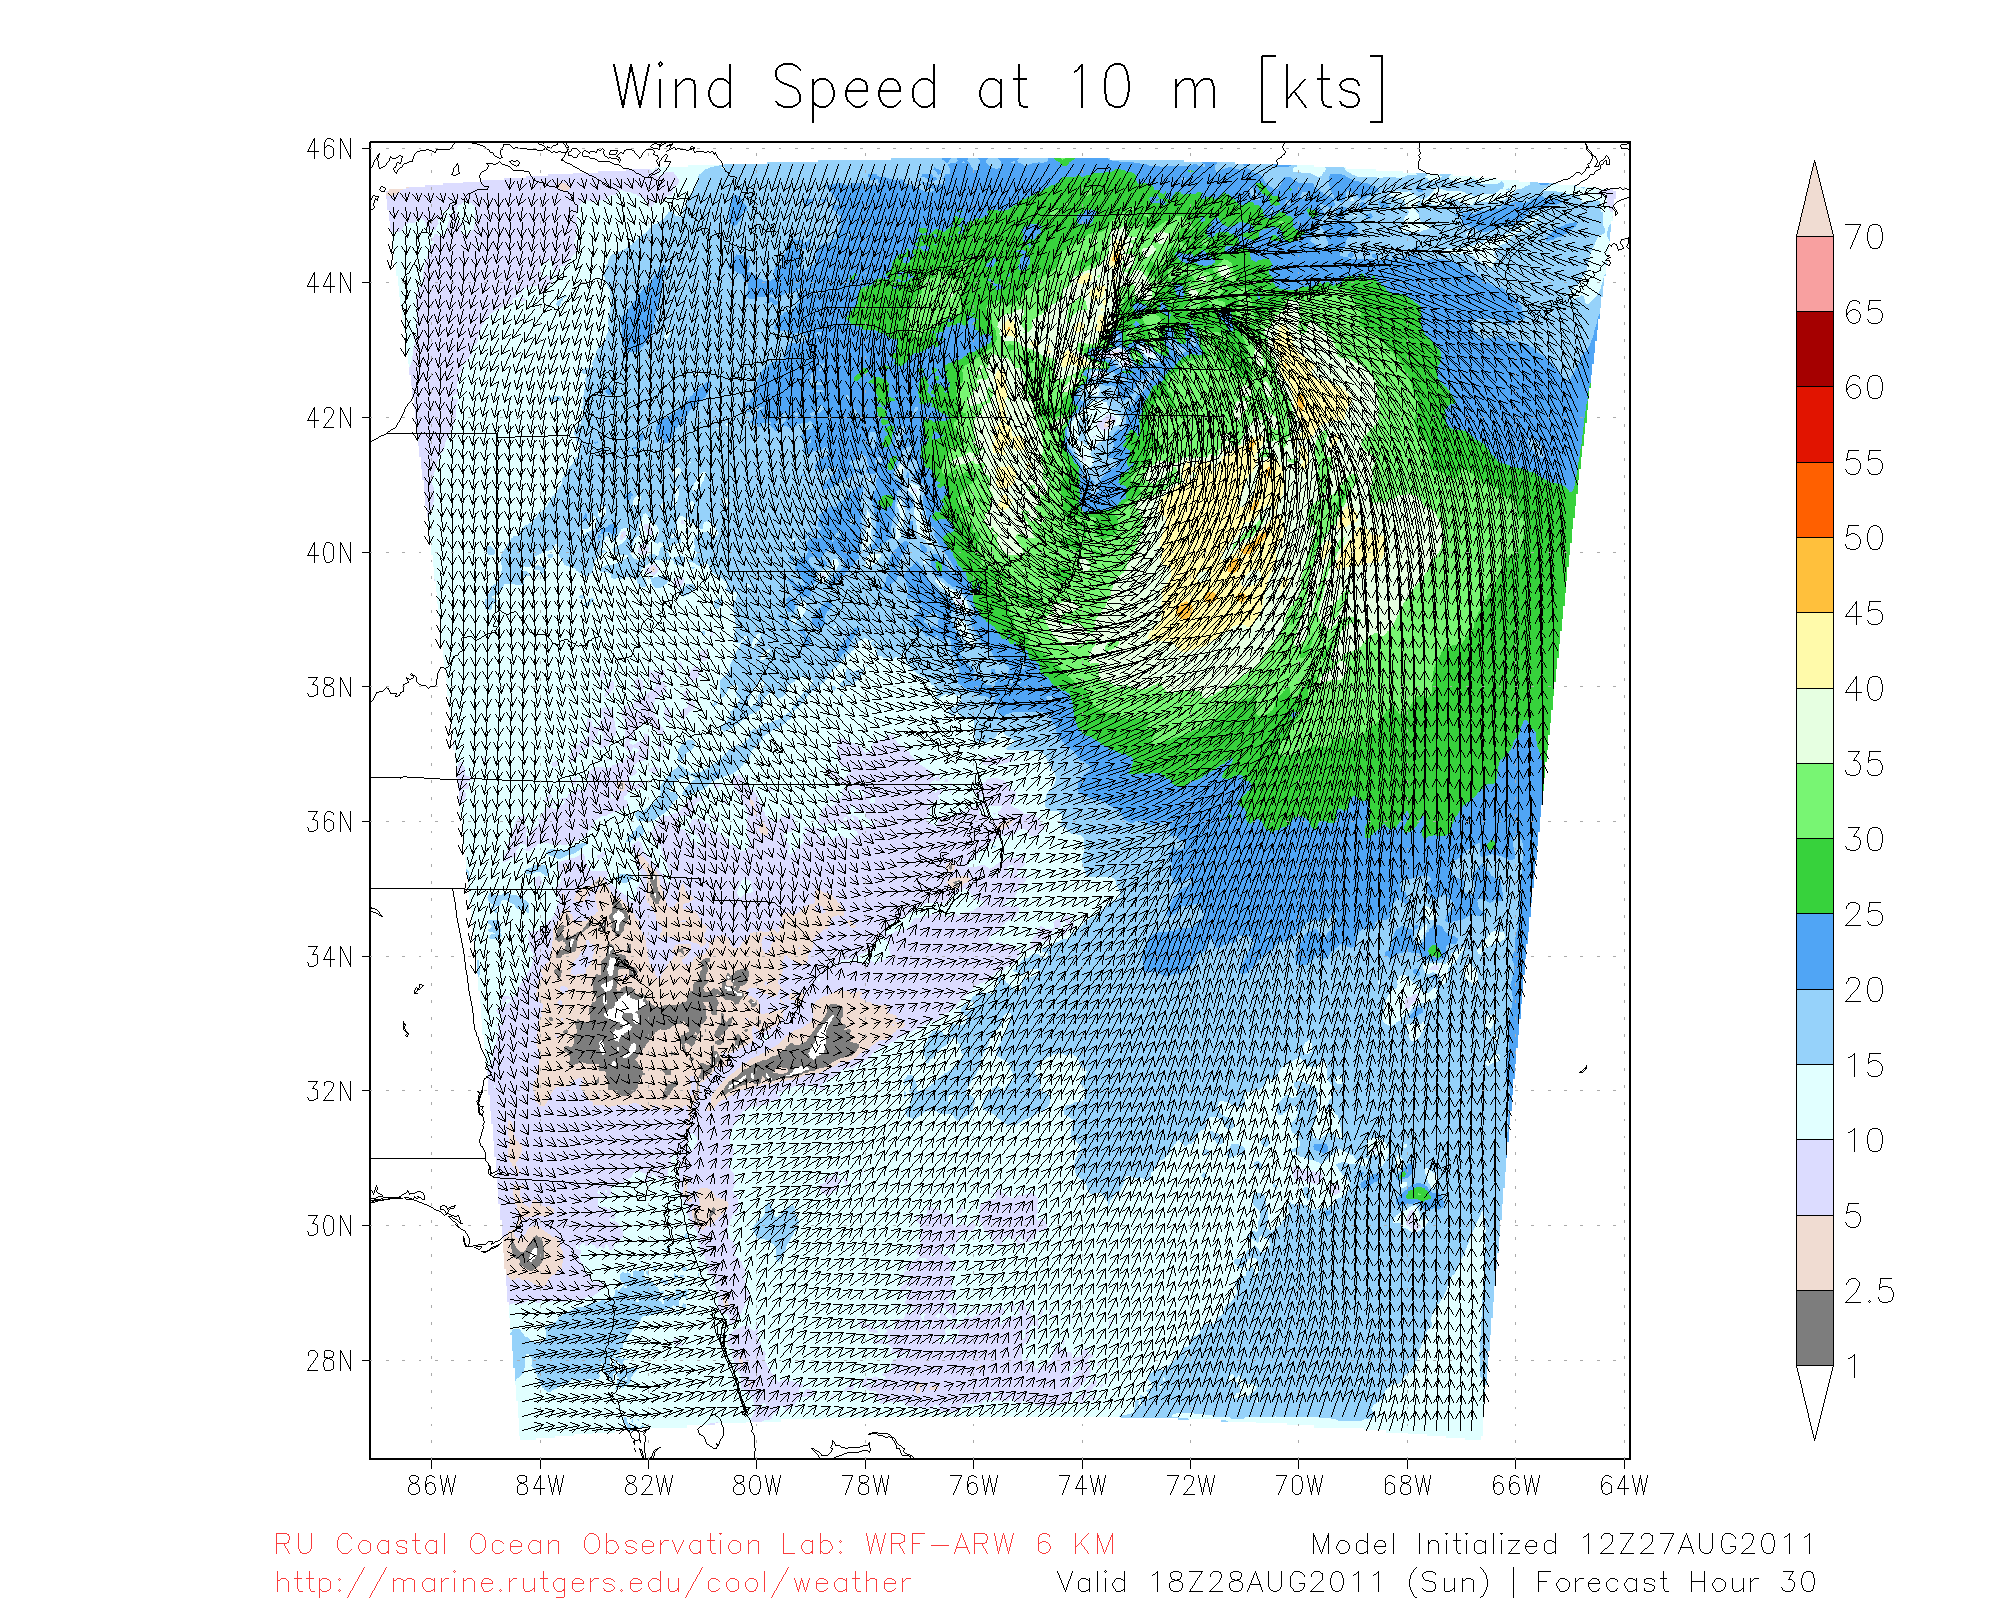 Wind Speed at 10 m [kts]
46N
44N
42N
40N
38N
36N
34N
32N
30N
28N
86W 84W 82W 80W 78W 76W 74W 72W 70W 68W 66W 64W
70
65
60
55
50
45
40
35
30
25
20
15
10
5
2.5
1
RU Coastal Ocean Observation Lab: WRF-ARW 6 KM
http://marine.rutgers.edu/cool/weather
Model Initialized 12Z27AUG2011
Valid 18Z28AUG2011 (Sun) | Forecast Hour 30